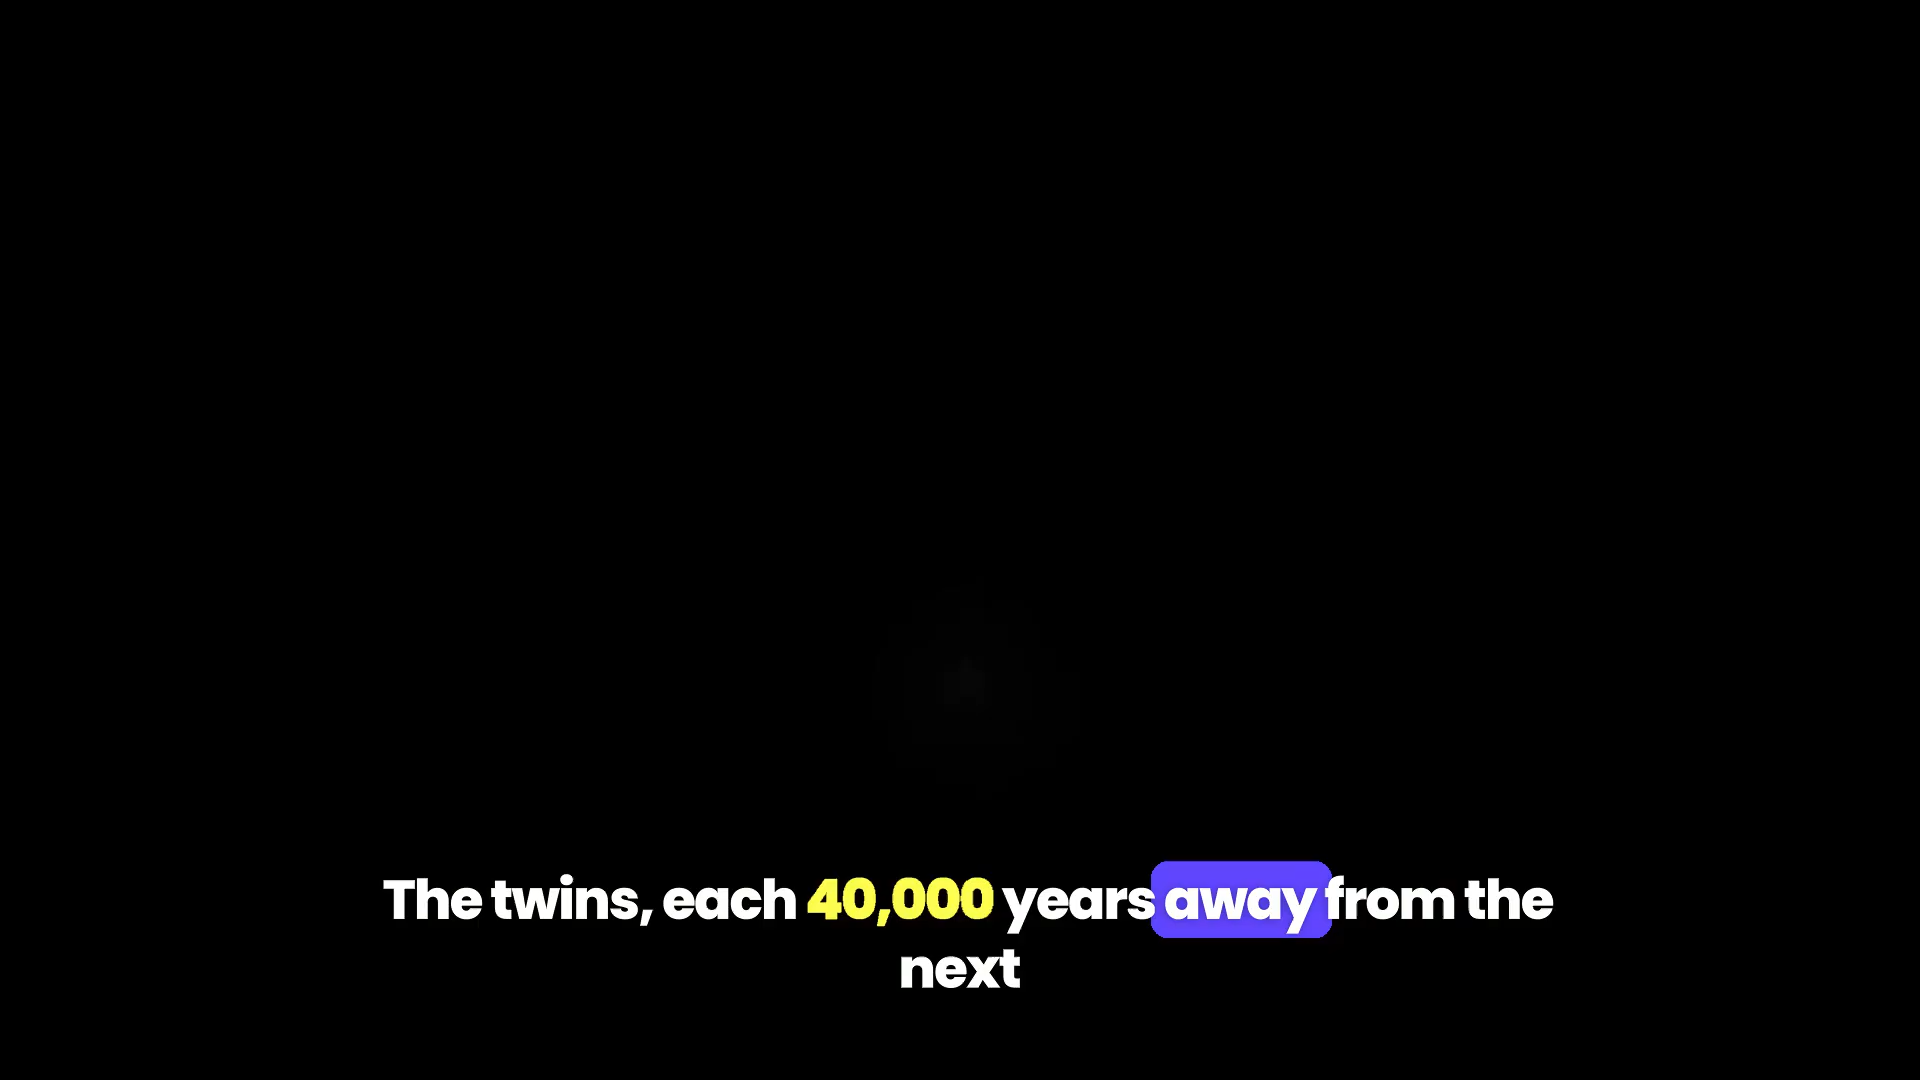 The twins, each 40,000 years away from the
next